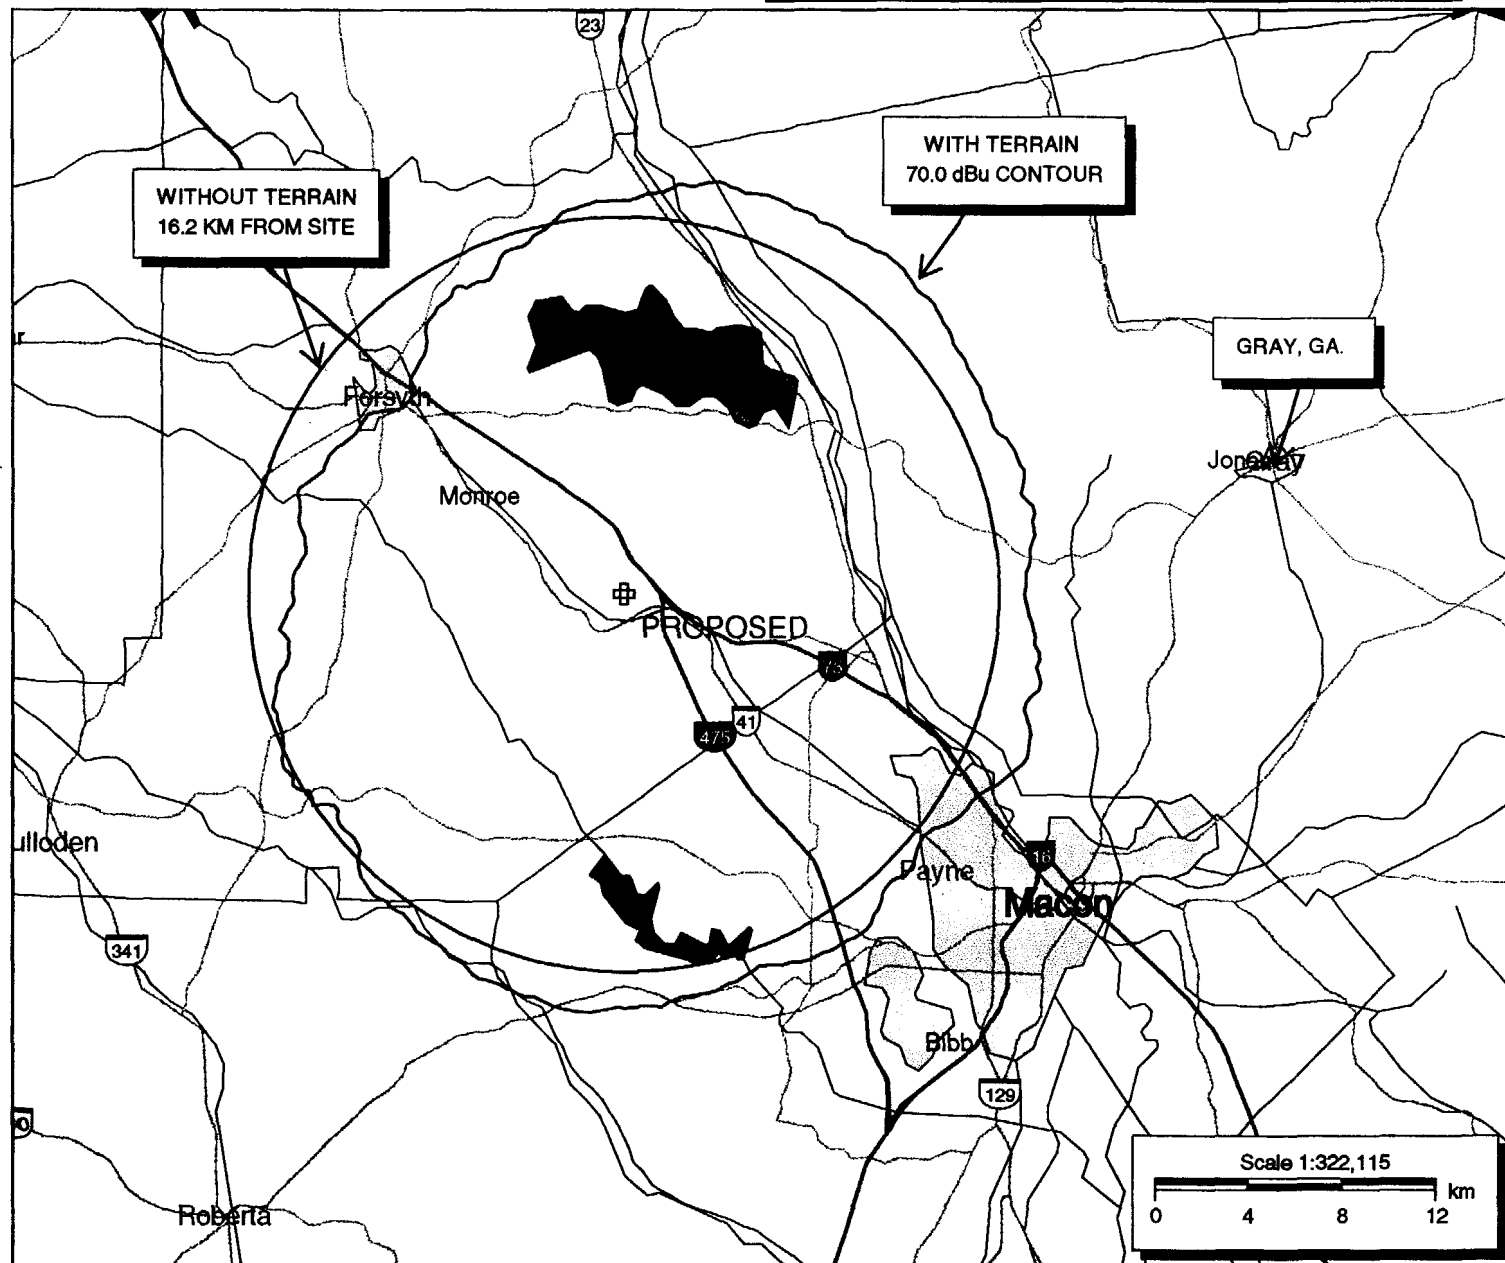 23
WITH TERRAIN
70.0 dBu CONTOUR
WITHOUT TERRAIN
16.2 KM FROM SITE
GRAY, GA.
Forsyth
Monroe
PROPOSED
75
41
475
ulloden
Payne
16
Macon
341
Bibb
129
Roberta
Scale 1:322,115
km
0 4 8 12